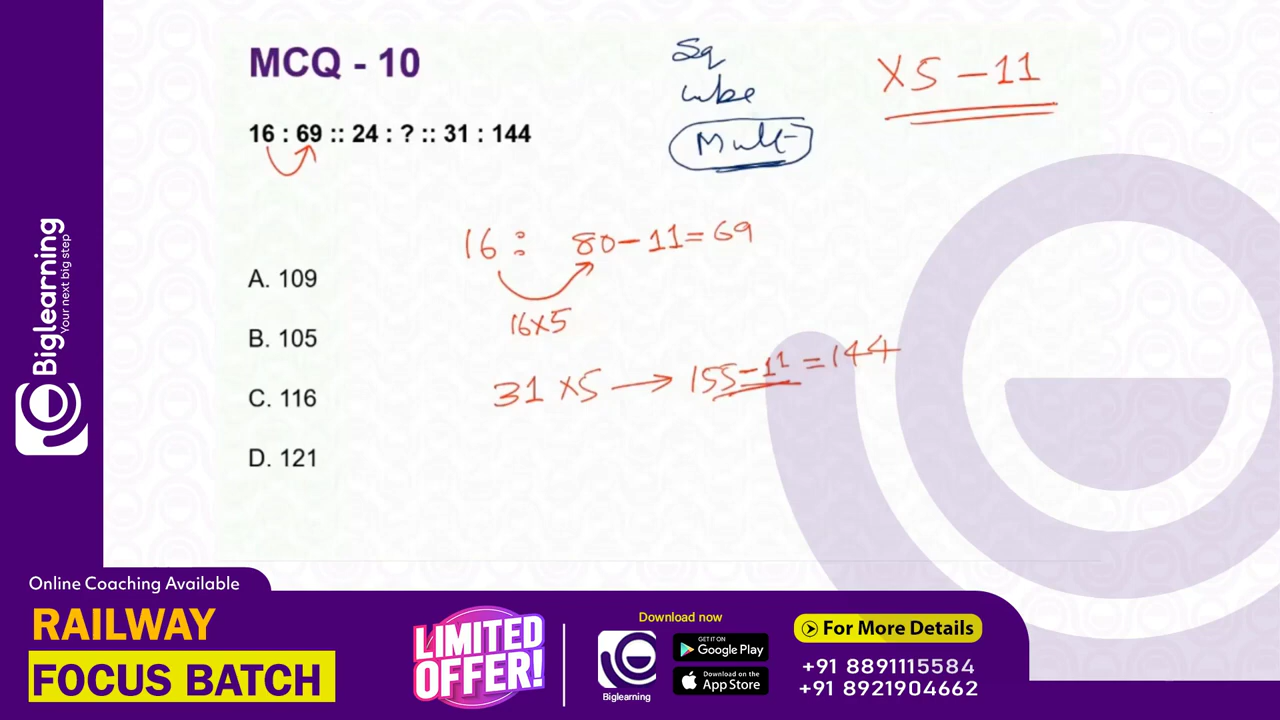 MCQ - 10
16 : 69 :: 24 : ? :: 31 : 144
Sq
cube
Mult-
X5 - 11
16 : 80 - 11 = 69
16x5
31 x5 → 155 - 11 = 144
A. 109
B. 105
C. 116
D. 121
Biglearning
Your next big step
Online Coaching Available
RAILWAY
FOCUS BATCH
LIMITED
OFFER!
Download now
Biglearning
GET IT ON
Google Play
Download on the
App Store
For More Details
+91 8891115584
+91 8921904662